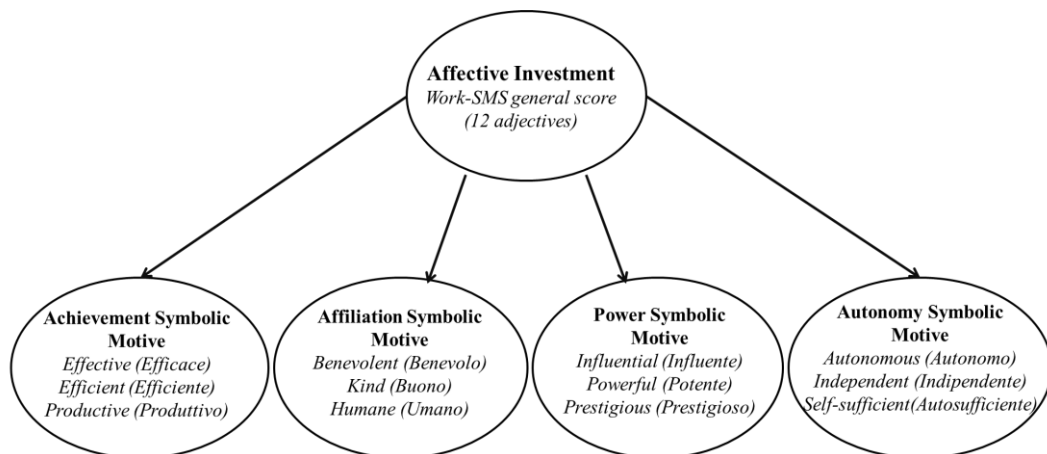 Affective Investment
Work-SMS general score
(12 adjectives)
Achievement Symbolic
Motive
Effective (Efficace)
Efficient (Efficiente)
Productive (Produttivo)
Affiliation Symbolic
Motive
Benevolent (Benevolo)
Kind (Buono)
Humane (Umano)
Power Symbolic
Motive
Influential (Influente)
Powerful (Potente)
Prestigious (Prestigioso)
Autonomy Symbolic
Motive
Autonomous (Autonomo)
Independent (Indipendente)
Self-sufficient(Autosufficiente)